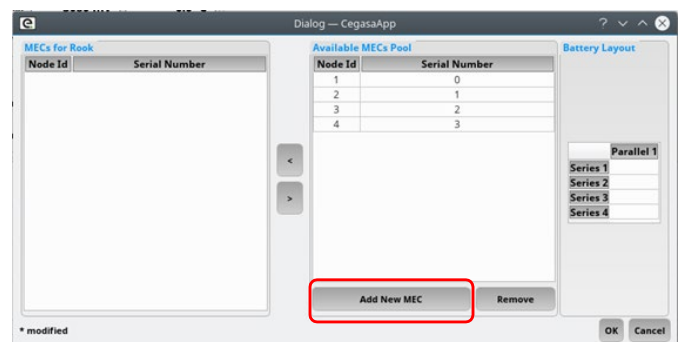 Dialog — CegasaApp
MECs for Rook
Node Id Serial Number
Available MECs Pool
Node Id Serial Number
1 0
2 1
3 2
4 3
<
>
Add New MEC Remove
Battery Layout
Parallel 1
Series 1
Series 2
Series 3
Series 4
* modified
OK Cancel